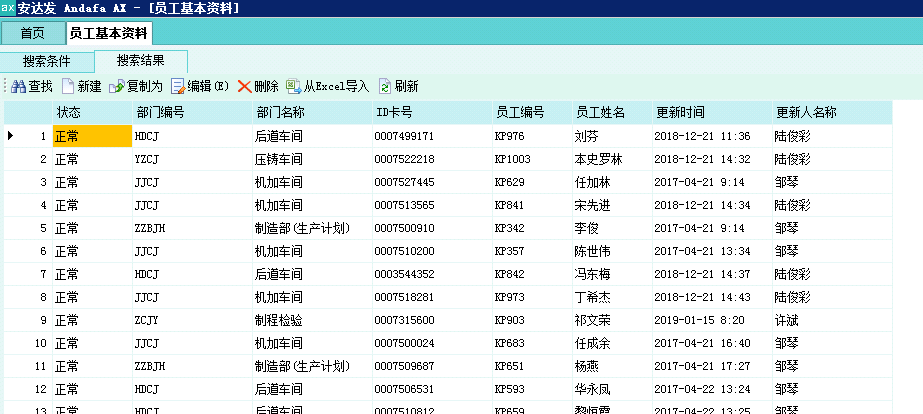 ax 安达发 Andafa AX - [员工基本资料]
首页 员工基本资料
搜索条件 搜索结果
查找 新建 复制为 编辑(E) 删除 从Excel导入 刷新
状态 部门编号 部门名称 ID卡号 员工编号 员工姓名 更新时间 更新人名称
1 正常 HDCJ 后道车间 0007499171 KP976 刘芬 2018-12-21 11:36 陆俊彩
2 正常 YZCJ 压铸车间 0007522218 KP1003 本史罗林 2018-12-21 14:32 陆俊彩
3 正常 JJCJ 机加车间 0007527445 KP629 任加林 2017-04-21 9:14 邹琴
4 正常 JJCJ 机加车间 0007513565 KP841 宋先进 2018-12-21 14:34 陆俊彩
5 正常 ZZBJH 制造部(生产计划) 0007500910 KP342 李俊 2017-04-21 9:14 邹琴
6 正常 JJCJ 机加车间 0007510200 KP357 陈世伟 2017-04-21 13:34 邹琴
7 正常 HDCJ 后道车间 0003544352 KP842 冯东梅 2018-12-21 14:37 陆俊彩
8 正常 JJCJ 机加车间 0007518281 KP973 丁希杰 2018-12-21 14:43 陆俊彩
9 正常 ZCJY 制程检验 0007315600 KP903 祁文荣 2019-01-15 8:20 许斌
10 正常 JJCJ 机加车间 0007500024 KP683 任成余 2017-04-21 16:40 邹琴
11 正常 ZZBJH 制造部(生产计划) 0007509687 KP651 杨燕 2017-04-21 17:27 邹琴
12 正常 HDCJ 后道车间 0007506531 KP593 华永凤 2017-04-22 13:24 邹琴
13 正常 HDCJ 后道车间 0007510812 KP659 黎恒霞 2017-04-22 13:25 邹琴